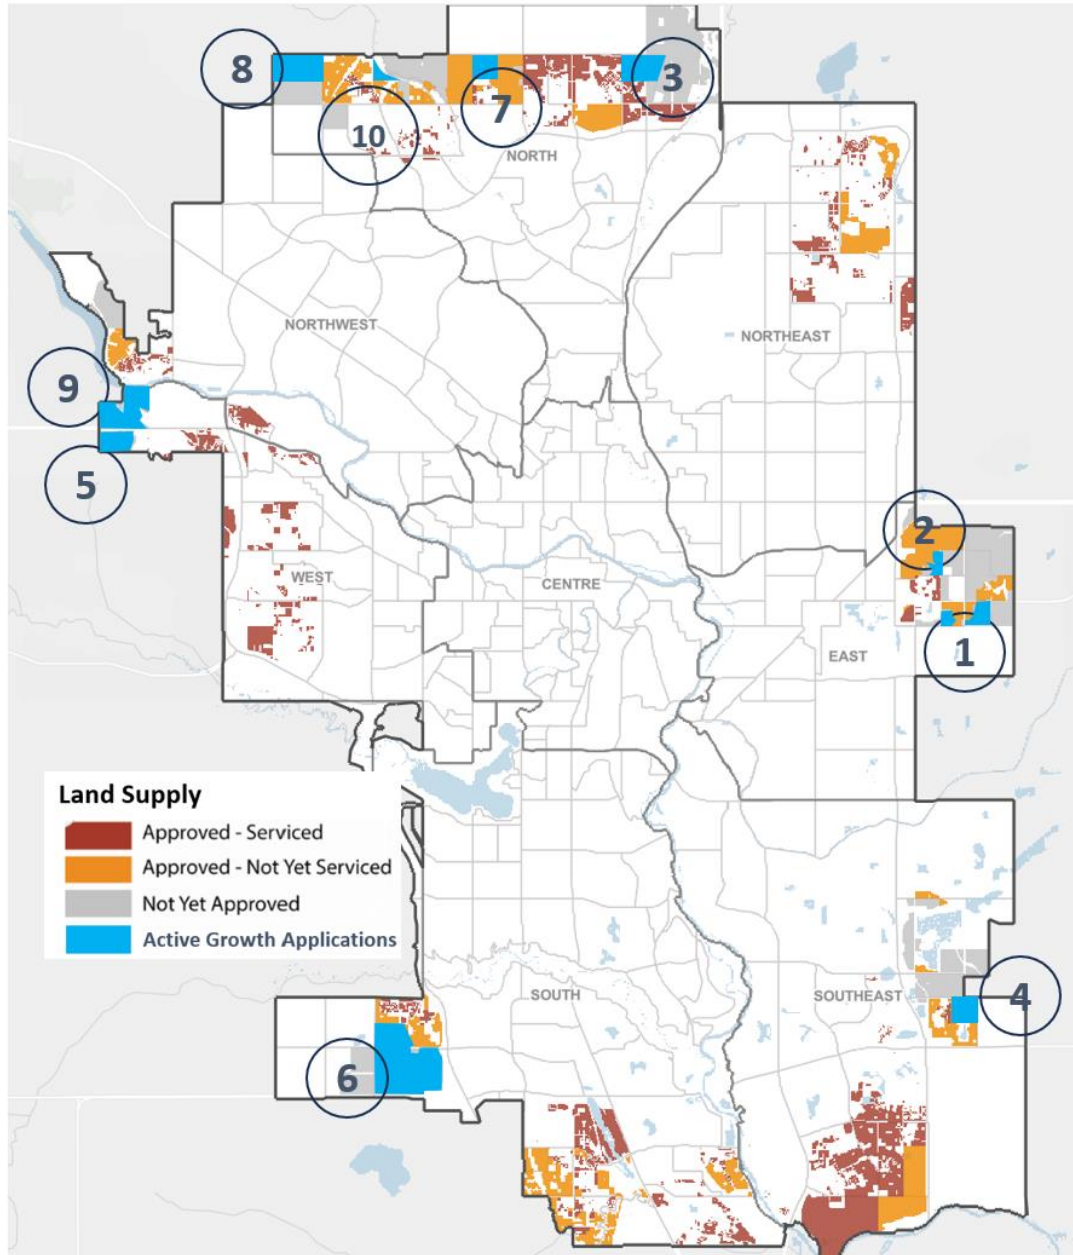 8
3
7
10
NORTH
NORTHWEST
NORTHEAST
9
5
2
WEST
CENTRE
1
EAST
Land Supply
Approved - Serviced
Approved - Not Yet Serviced
Not Yet Approved
Active Growth Applications
SOUTH
SOUTHEAST
4
6